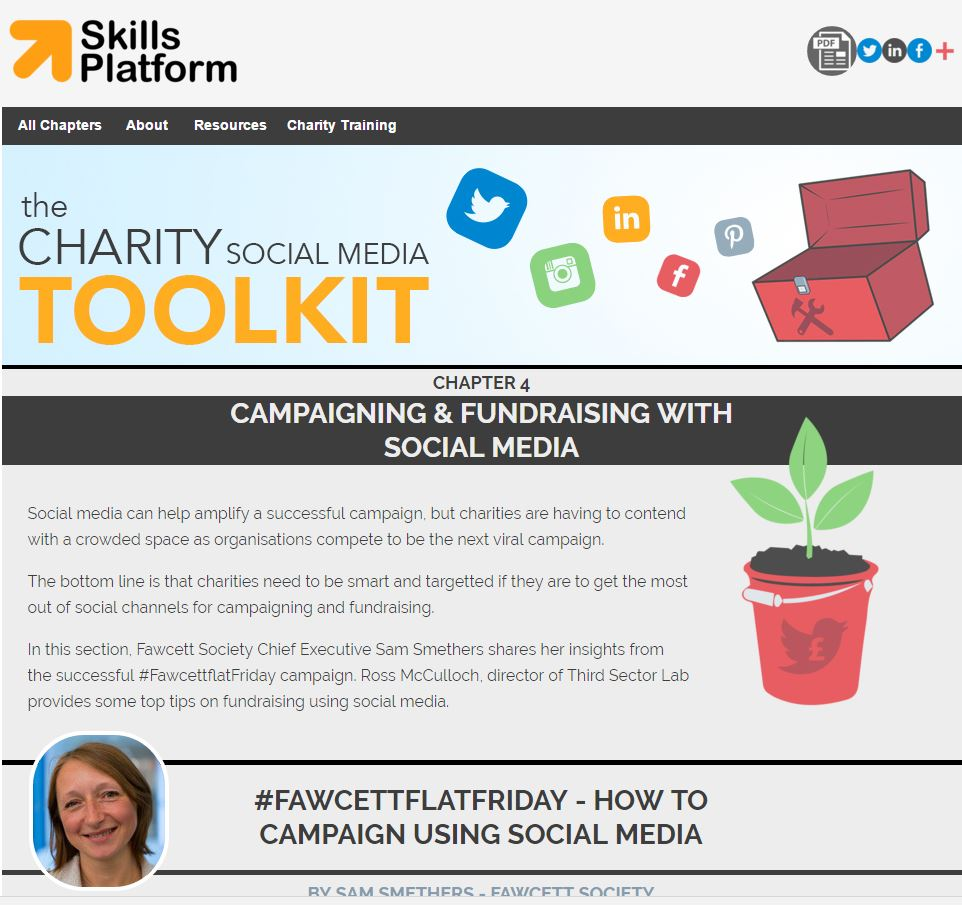 Skills
Platform
PDF
All Chapters About Resources Charity Training
the
CHARITY SOCIAL MEDIA
TOOLKIT
CHAPTER 4
CAMPAIGNING & FUNDRAISING WITH
SOCIAL MEDIA
Social media can help amplify a successful campaign, but charities are having to contend
with a crowded space as organisations compete to be the next viral campaign.
The bottom line is that charities need to be smart and targetted if they are to get the most
out of social channels for campaigning and fundraising.
In this section, Fawcett Society Chief Executive Sam Smethers shares her insights from
the successful #FawcettflatFriday campaign. Ross McCulloch, director of Third Sector Lab
provides some top tips on fundraising using social media.
£
#FAWCETTFLATFRIDAY - HOW TO
CAMPAIGN USING SOCIAL MEDIA
BY SAM SMETHERS - FAWCETT SOCIETY